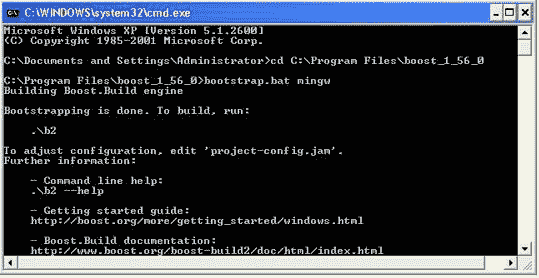 C:\WINDOWS\system32\cmd.exe
Microsoft Windows XP [Version 5.1.2600]
(C) Copyright 1985-2001 Microsoft Corp.
C:\Documents and Settings\Administrator>cd C:\Program Files\boost_1_56_0
C:\Program Files\boost_1_56_0>bootstrap.bat mingw
Building Boost.Build engine
Bootstrapping is done. To build, run:
.\b2
To adjust configuration, edit 'project-config.jam'.
Further information:
- Command line help:
.\b2 --help
- Getting started guide:
http://boost.org/more/getting_started/windows.html
- Boost.Build documentation:
http://www.boost.org/boost-build2/doc/html/index.html